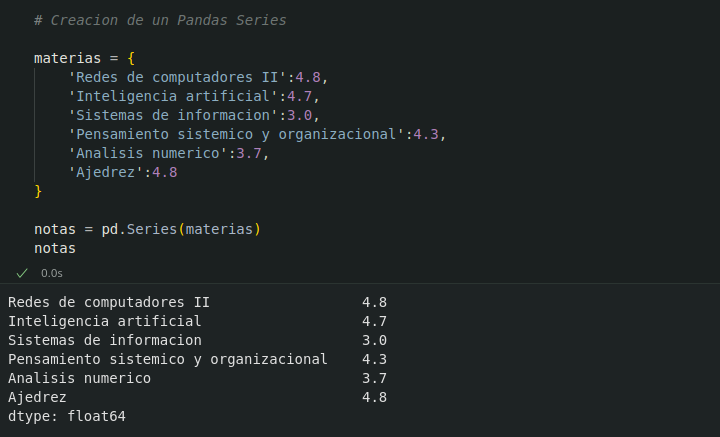 # Creacion de un Pandas Series
materias = {
'Redes de computadores II':4.8,
'Inteligencia artificial':4.7,
'Sistemas de informacion':3.0,
'Pensamiento sistemico y organizacional':4.3,
'Analisis numerico':3.7,
'Ajedrez':4.8
}
notas = pd.Series(materias)
notas
0.0s
Redes de computadores II 4.8
Inteligencia artificial 4.7
Sistemas de informacion 3.0
Pensamiento sistemico y organizacional 4.3
Analisis numerico 3.7
Ajedrez 4.8
dtype: float64